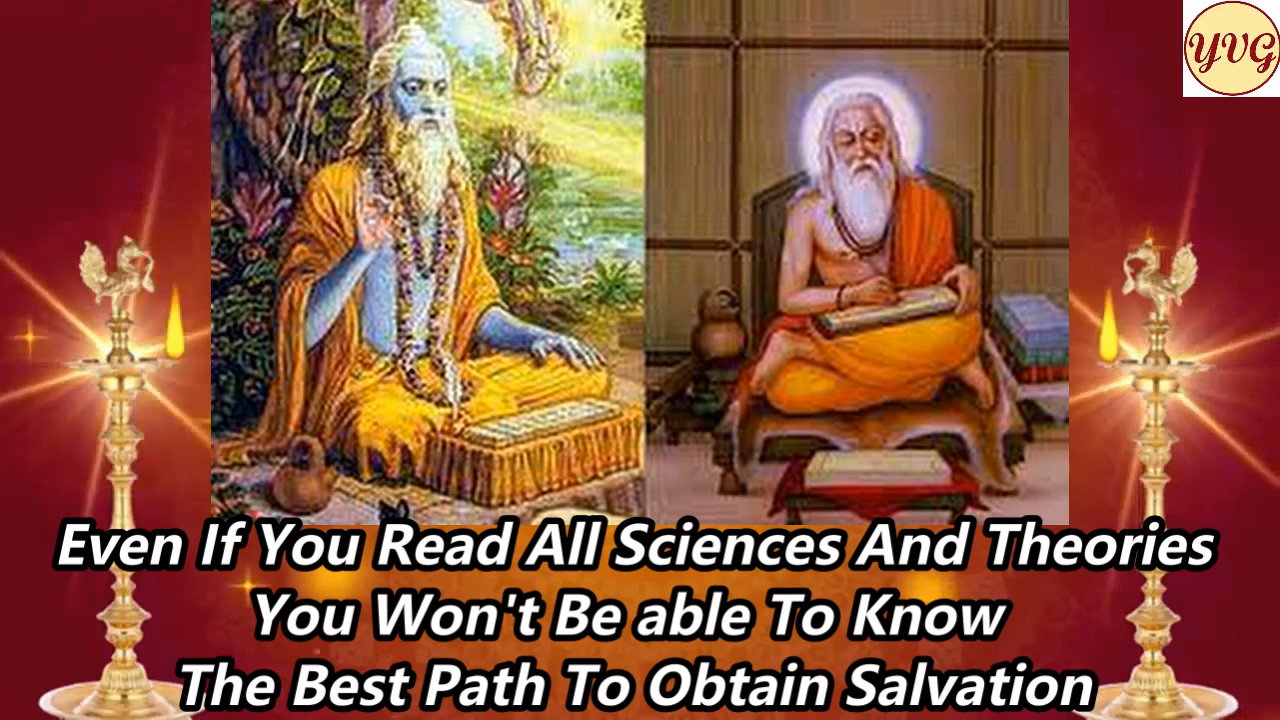 YVG
Even If You Read All Sciences And Theories
You Won't Be able To Know
The Best Path To Obtain Salvation